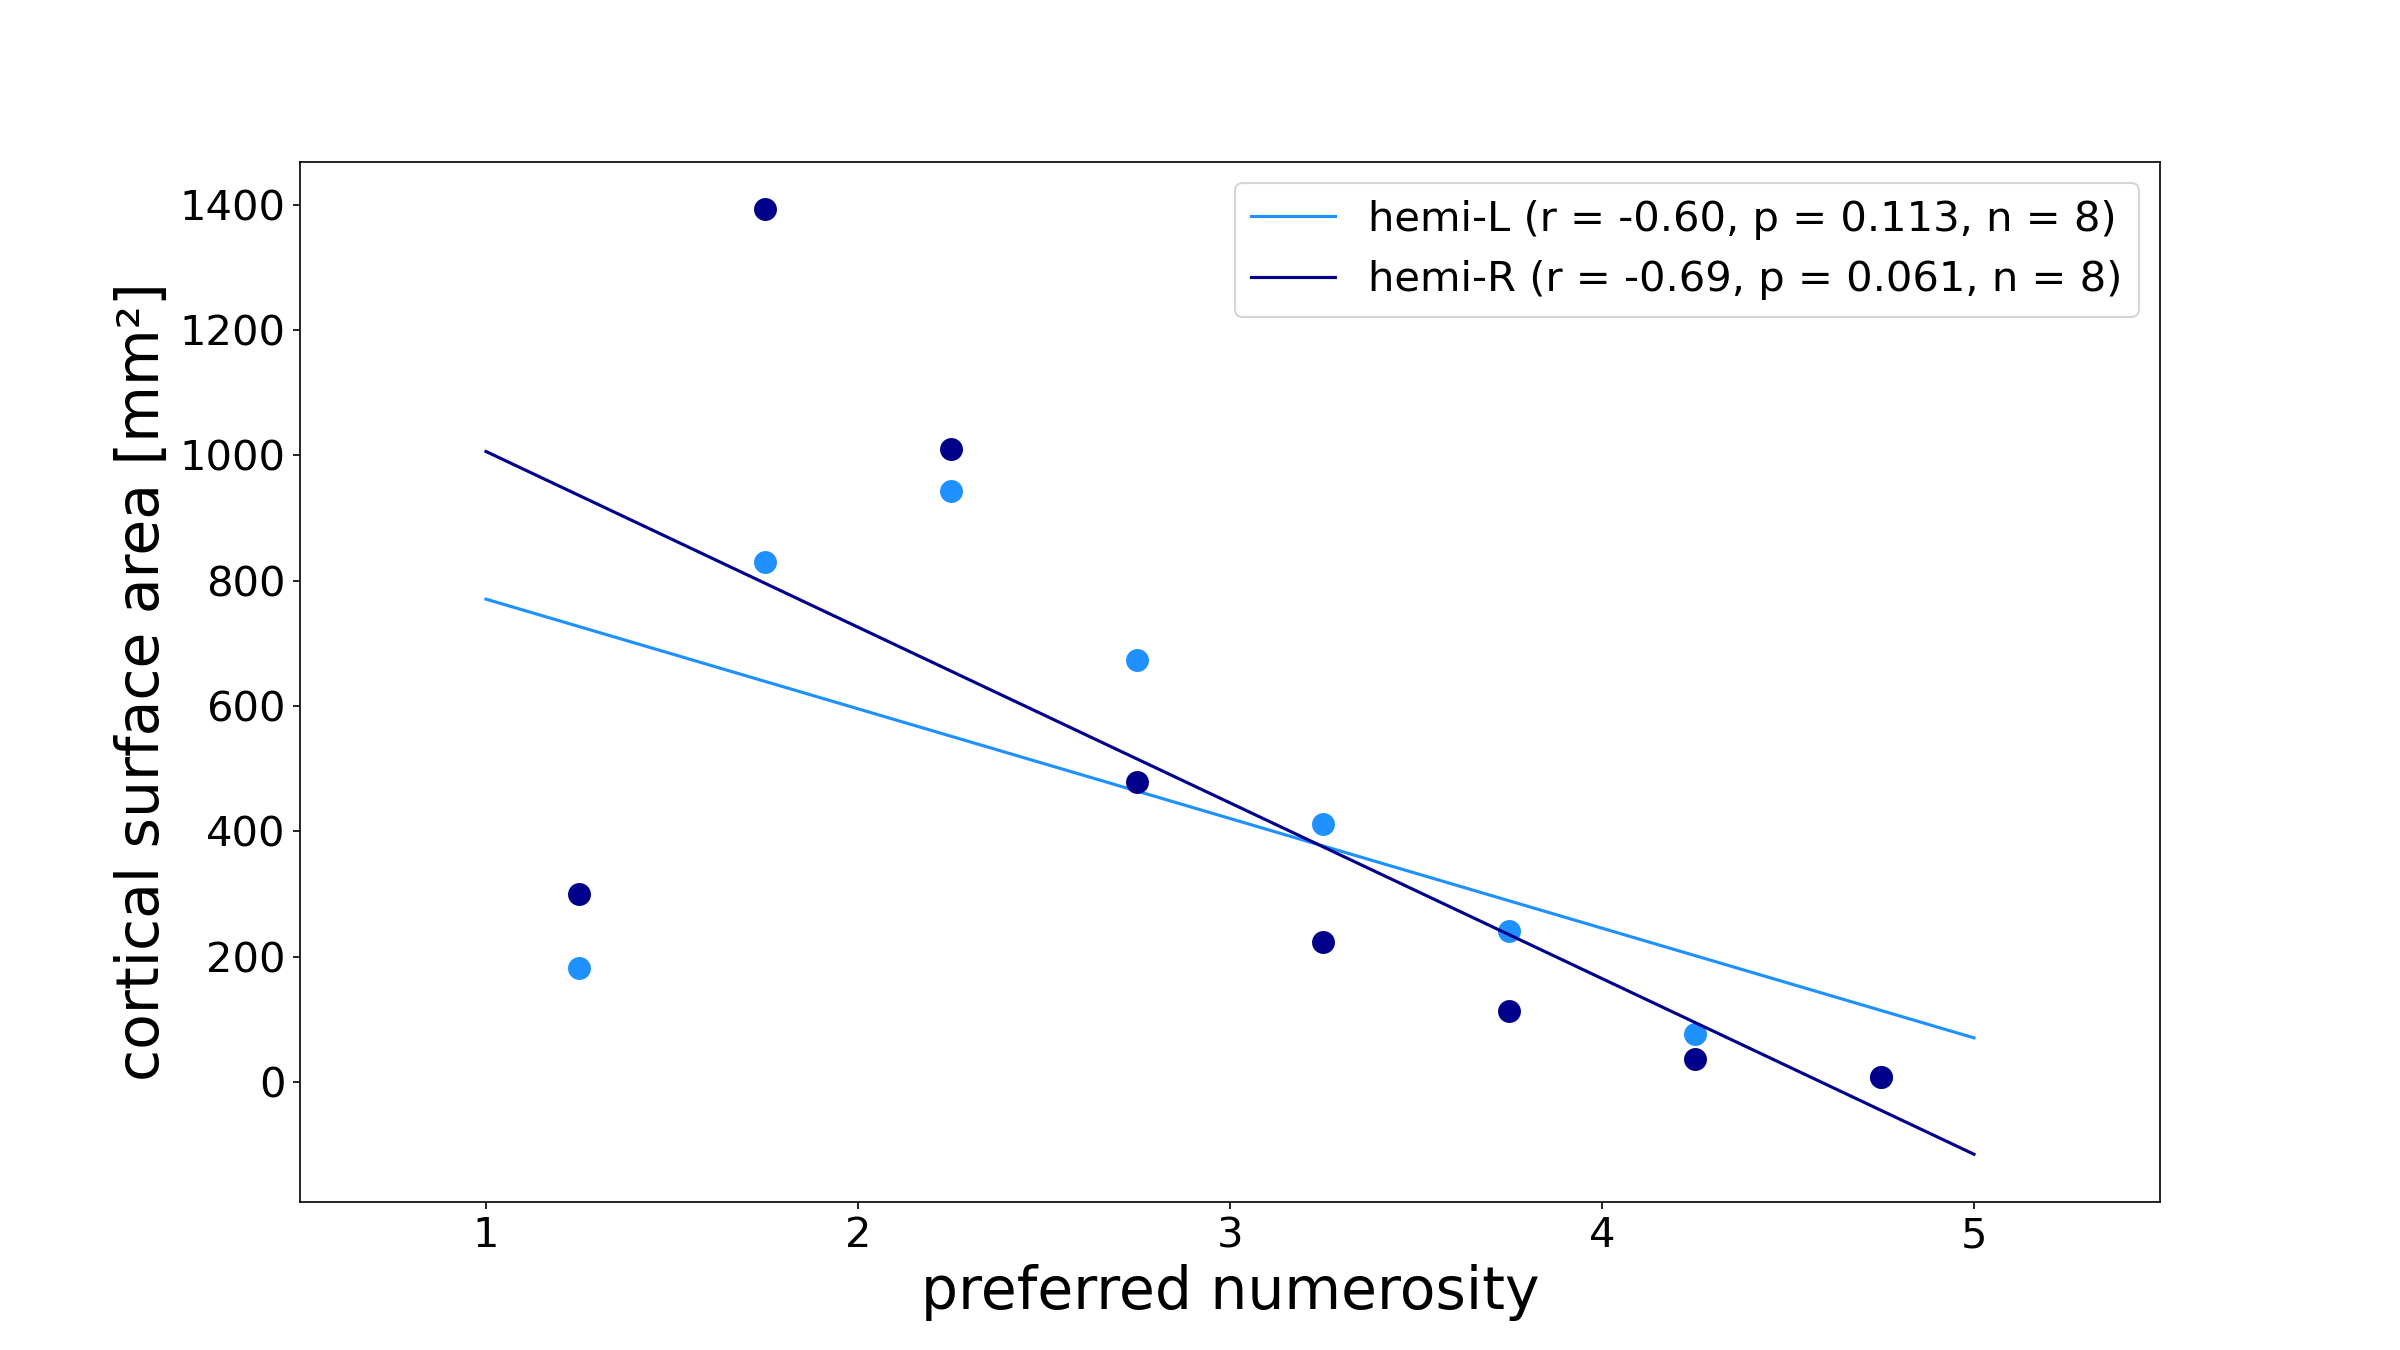 hemi-L (r = -0.60, p = 0.113, n = 8)
hemi-R (r = -0.69, p = 0.061, n = 8)
cortical surface area [mm²]
1400
1200
1000
800
600
400
200
0
1 2 3 4 5
preferred numerosity